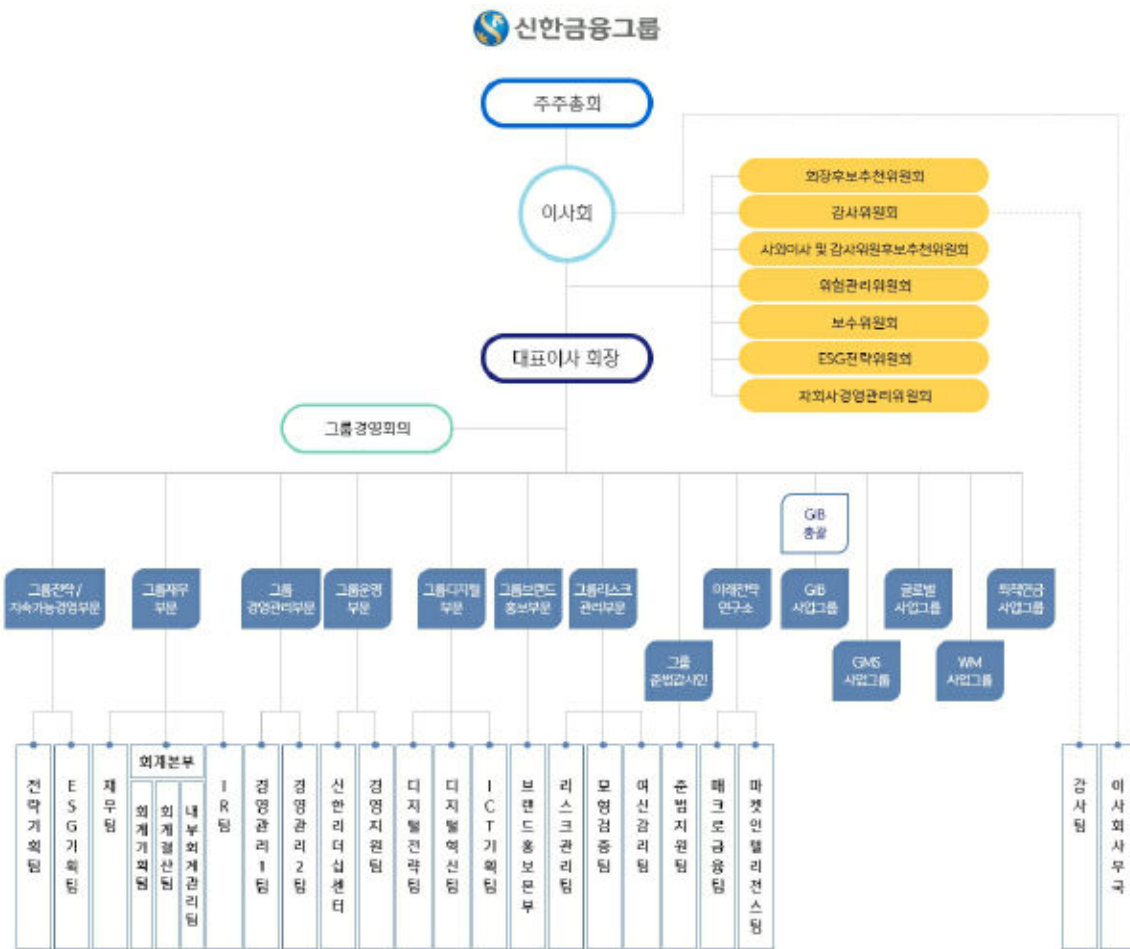 신한금융그룹
주주총회
이사회
회장후보추천위원회
감사위원회
사외이사 및 감사위원후보추천위원회
위험관리위원회
보수위원회
ESG전략위원회
자회사경영관리위원회
대표이사 회장
그룹경영회의
GIB
총괄
그룹전략 /
지속가능경영부문
그룹재무
부문
그룹
경영관리부문
그룹운영
부문
그룹디지털
부문
그룹브랜드
홍보부문
그룹리스크
관리부문
미래전략
연구소
GIB
사업그룹
글로벌
사업그룹
퇴직연금
사업그룹
그룹
준법감시인
GMS
사업그룹
WM
사업그룹
전략기획팀
ESG기획팀
재무팀
회계본부
회계기획팀
회계결산팀
내부회계관리팀
IR팀
경영관리1팀
경영관리2팀
신한리더십센터
경영지원팀
디지털전략팀
디지털혁신팀
ICT기획팀
브랜드홍보본부
리스크관리팀
모형검증팀
여신감리팀
준법지원팀
매크로금융팀
마켓인텔리전스팀
감사팀
이사회사무국